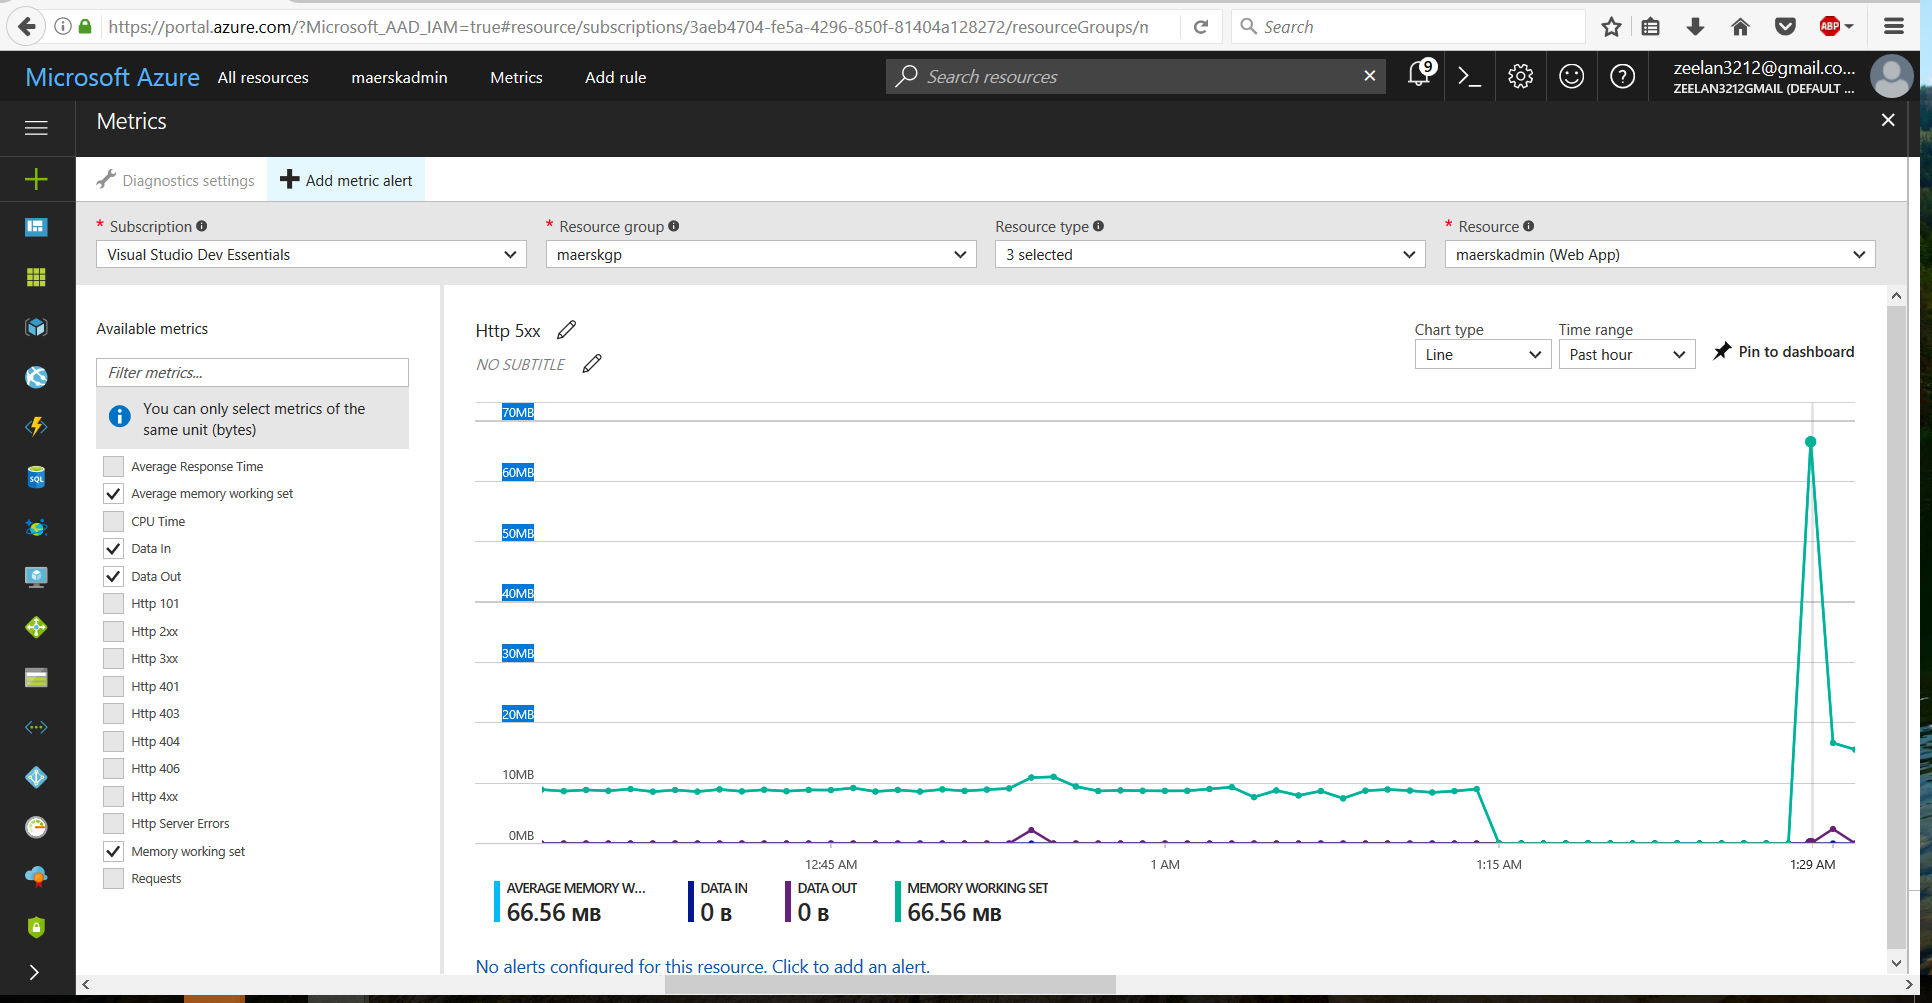 https://portal.azure.com/?Microsoft_AAD_IAM=true#resource/subscriptions/3aeb4704-fe5a-4296-850f-81404a128272/resourceGroups/n
Search
ABP
Microsoft Azure
All resources
maerskadmin
Metrics
Add rule
Search resources
9
zeelan3212@gmail.co...
ZEELAN3212GMAIL (DEFAULT ...
Metrics
Diagnostics settings
Add metric alert
* Subscription
Visual Studio Dev Essentials
* Resource group
maerskgp
Resource type
3 selected
* Resource
maerskadmin (Web App)
Available metrics
Filter metrics...
You can only select metrics of the
same unit (bytes)
Average Response Time
Average memory working set
CPU Time
Data In
Data Out
Http 101
Http 2xx
Http 3xx
Http 401
Http 403
Http 404
Http 406
Http 4xx
Http Server Errors
Memory working set
Requests
SQL
Http 5xx
NO SUBTITLE
Chart type
Line
Time range
Past hour
Pin to dashboard
70MB
60MB
50MB
40MB
30MB
20MB
10MB
0MB
12:45 AM
1 AM
1:15 AM
1:29 AM
AVERAGE MEMORY W...
66.56 MB
DATA IN
0 B
DATA OUT
0 B
MEMORY WORKING SET
66.56 MB
No alerts configured for this resource. Click to add an alert.